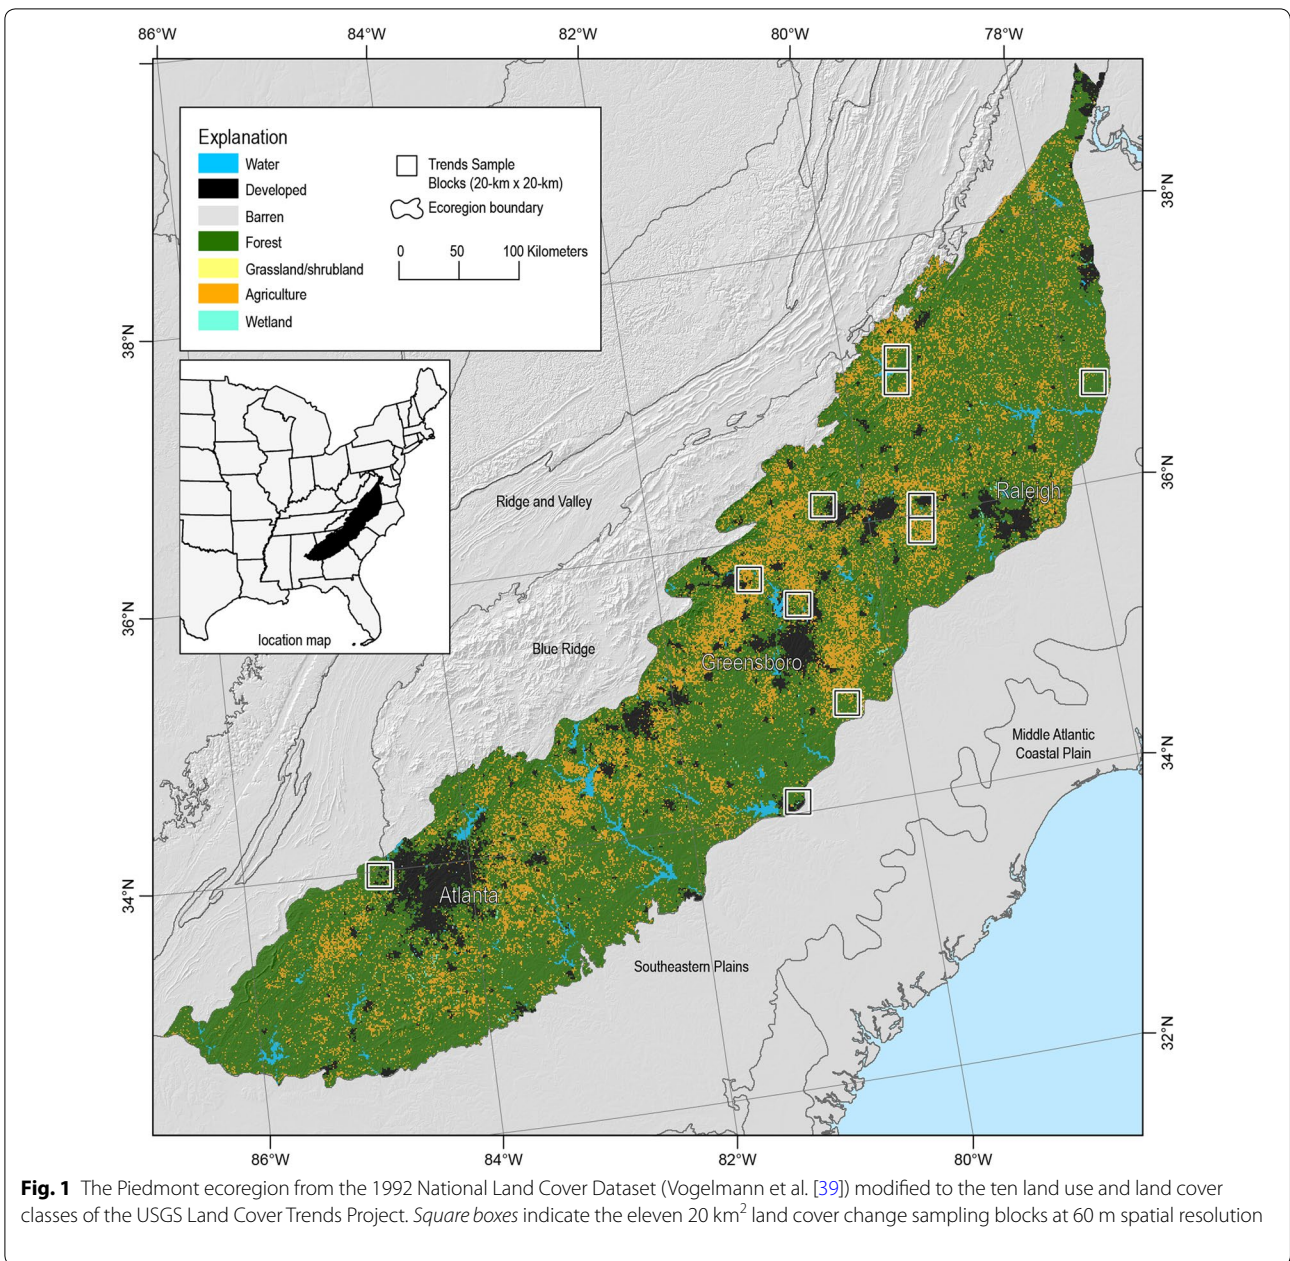 86°W 84°W 82°W 80°W 78°W
Explanation
Water
Developed
Barren
Forest
Grassland/shrubland
Agriculture
Wetland
Trends Sample
Blocks (20-km x 20-km)
Ecoregion boundary
0 50 100 Kilometers
38°N
36°N
34°N
38°N
36°N
34°N
32°N
location map
Ridge and Valley
Blue Ridge
Raleigh
Greensboro
Atlanta
Middle Atlantic
Coastal Plain
Southeastern Plains
86°W 84°W 82°W 80°W
Fig. 1 The Piedmont ecoregion from the 1992 National Land Cover Dataset (Vogelmann et al. [39]) modified to the ten land use and land cover
classes of the USGS Land Cover Trends Project. Square boxes indicate the eleven 20 km² land cover change sampling blocks at 60 m spatial resolution